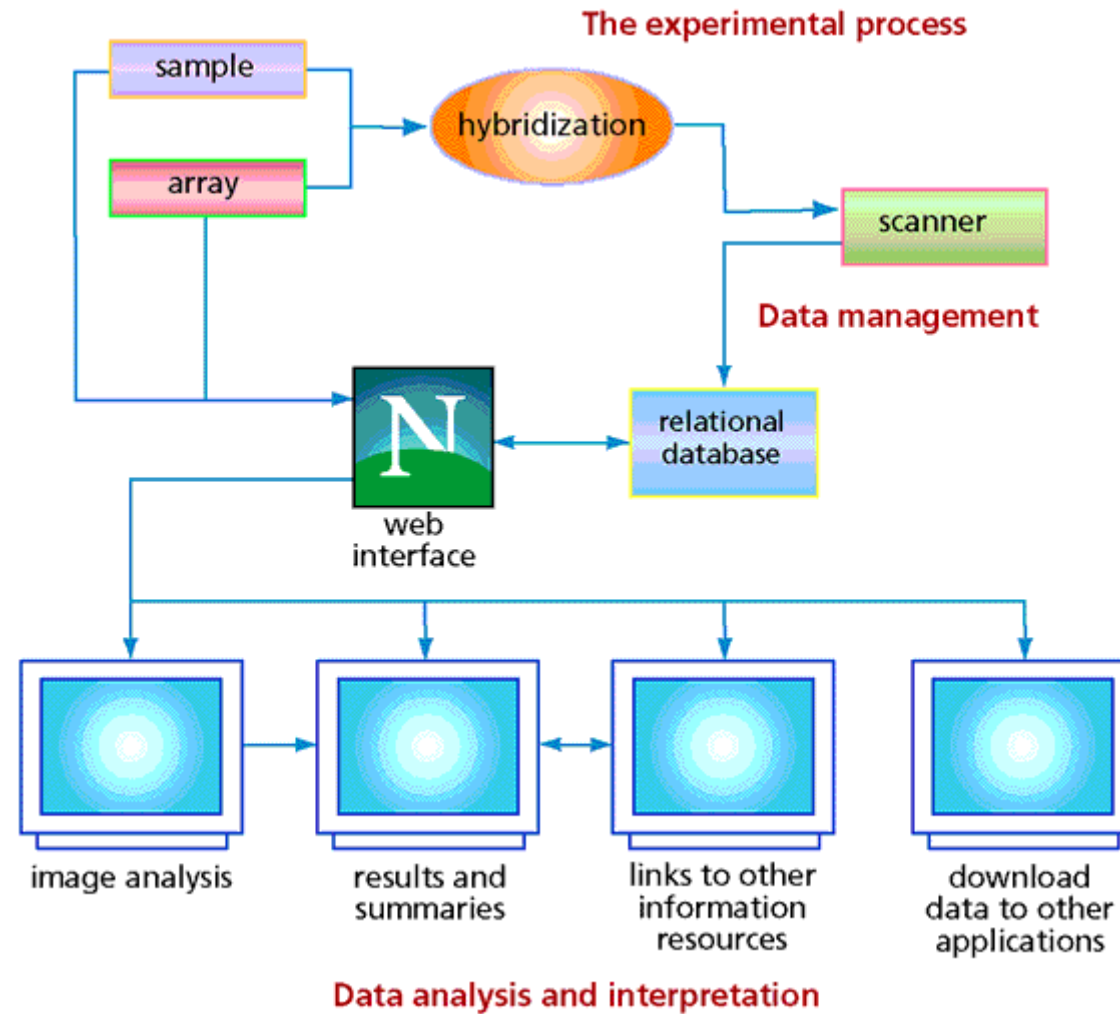 The experimental process
sample
hybridization
array
scanner
Data management
N
relational
database
web
interface
image analysis
results and
summaries
links to other
information
resources
download
data to other
applications
Data analysis and interpretation